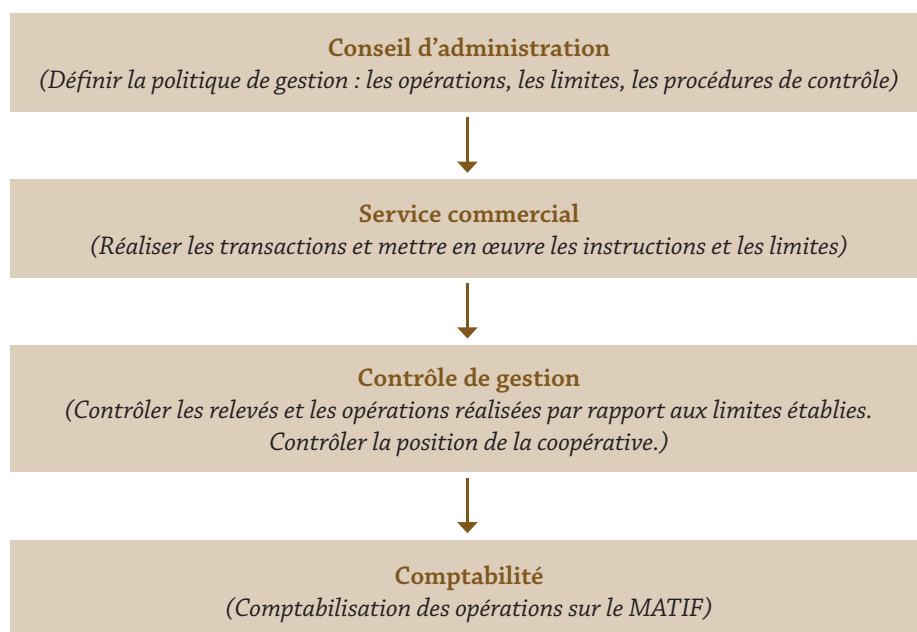 Conseil d’administration
(Définir la politique de gestion : les opérations, les limites, les procédures de contrôle)
Service commercial
(Réaliser les transactions et mettre en œuvre les instructions et les limites)
Contrôle de gestion
(Contrôler les relevés et les opérations réalisées par rapport aux limites établies.
Contrôler la position de la coopérative.)
Comptabilité
(Comptabilisation des opérations sur le MATIF)